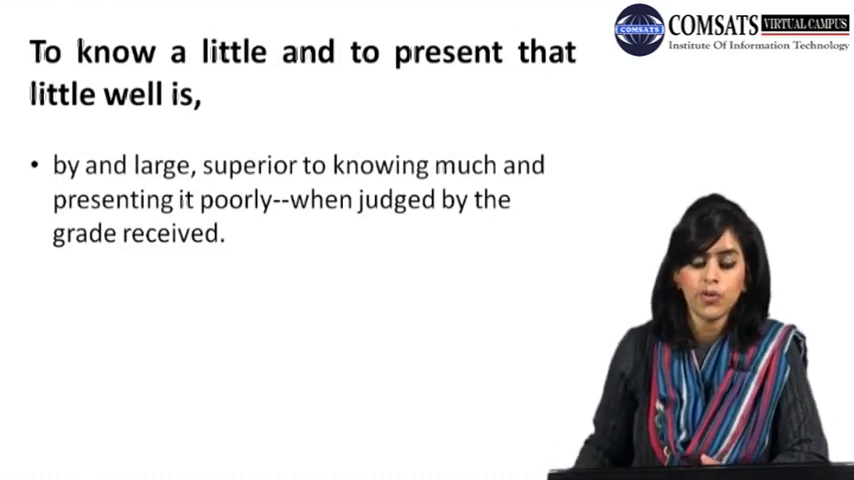 To know a little and to present that
little well is,
• by and large, superior to knowing much and
presenting it poorly--when judged by the
grade received.
COMSATS
COMSATS VIRTUAL CAMPUS
Institute Of Information Technology